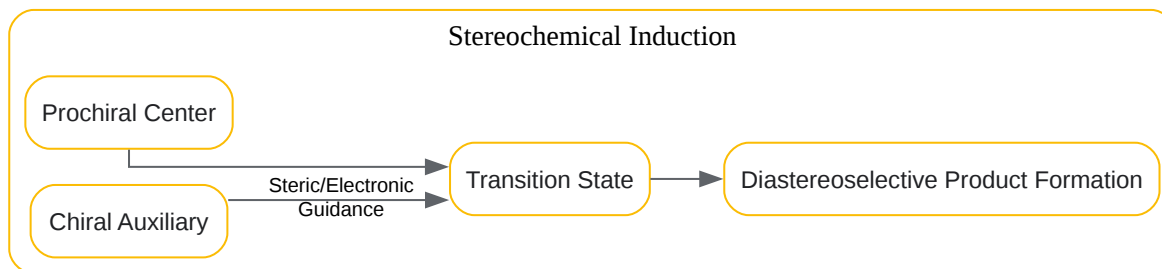 Stereochemical Induction
Prochiral Center
Steric/Electronic
Guidance
Chiral Auxiliary
Transition State
Diastereoselective Product Formation